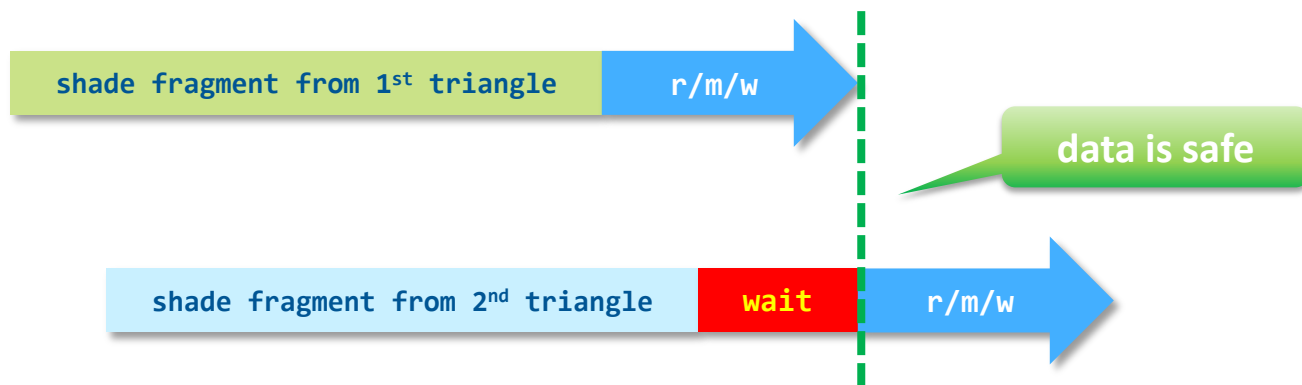 shade fragment from 1st triangle
r/m/w
data is safe
shade fragment from 2nd triangle
wait
r/m/w